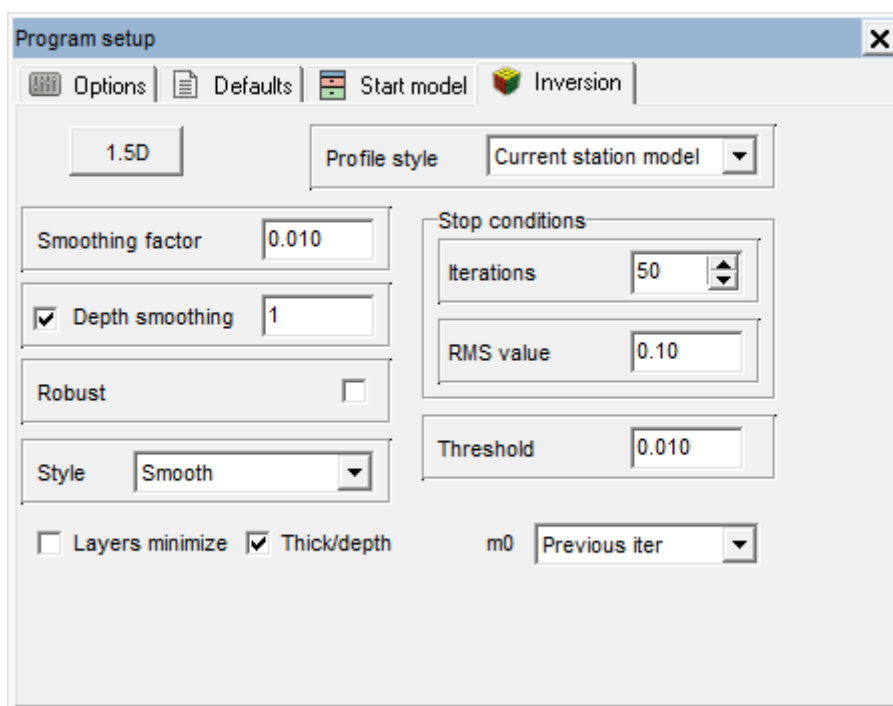 Program setup
Options Defaults Start model Inversion
1.5D Profile style Current station model
Smoothing factor 0.010
Stop conditions
Iterations 50
Depth smoothing 1
RMS value 0.10
Robust
Threshold 0.010
Style Smooth
Layers minimize Thick/depth m0 Previous iter